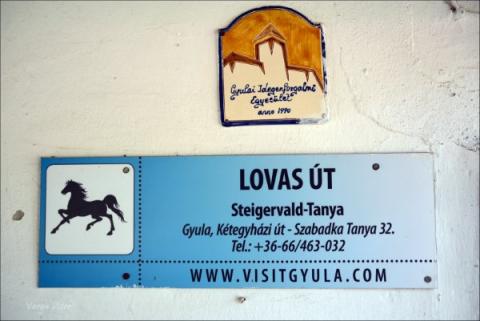 Gyulai Idegenforgalmi
Egyesület
anno 1990
LOVAS ÚT
Steigervald-Tanya
Gyula, Kétegyházi út - Szabadka Tanya 32.
Tel.: +36-66/463-032
WWW.VISITGYULA.COM